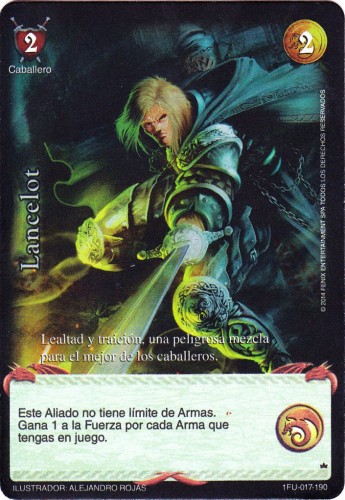 2
2
Caballero
Lancelot
© 2014 FENIX ENTERTAINMENT SPA TODOS LOS DERECHOS RESERVADOS
Lealtad y traición, una peligrosa mezcla
para el mejor de los caballeros.
Este Aliado no tiene límite de Armas.
Gana 1 a la Fuerza por cada Arma que
tengas en juego.
ILUSTRADOR: ALEJANDRO ROJAS
1FU-017-190